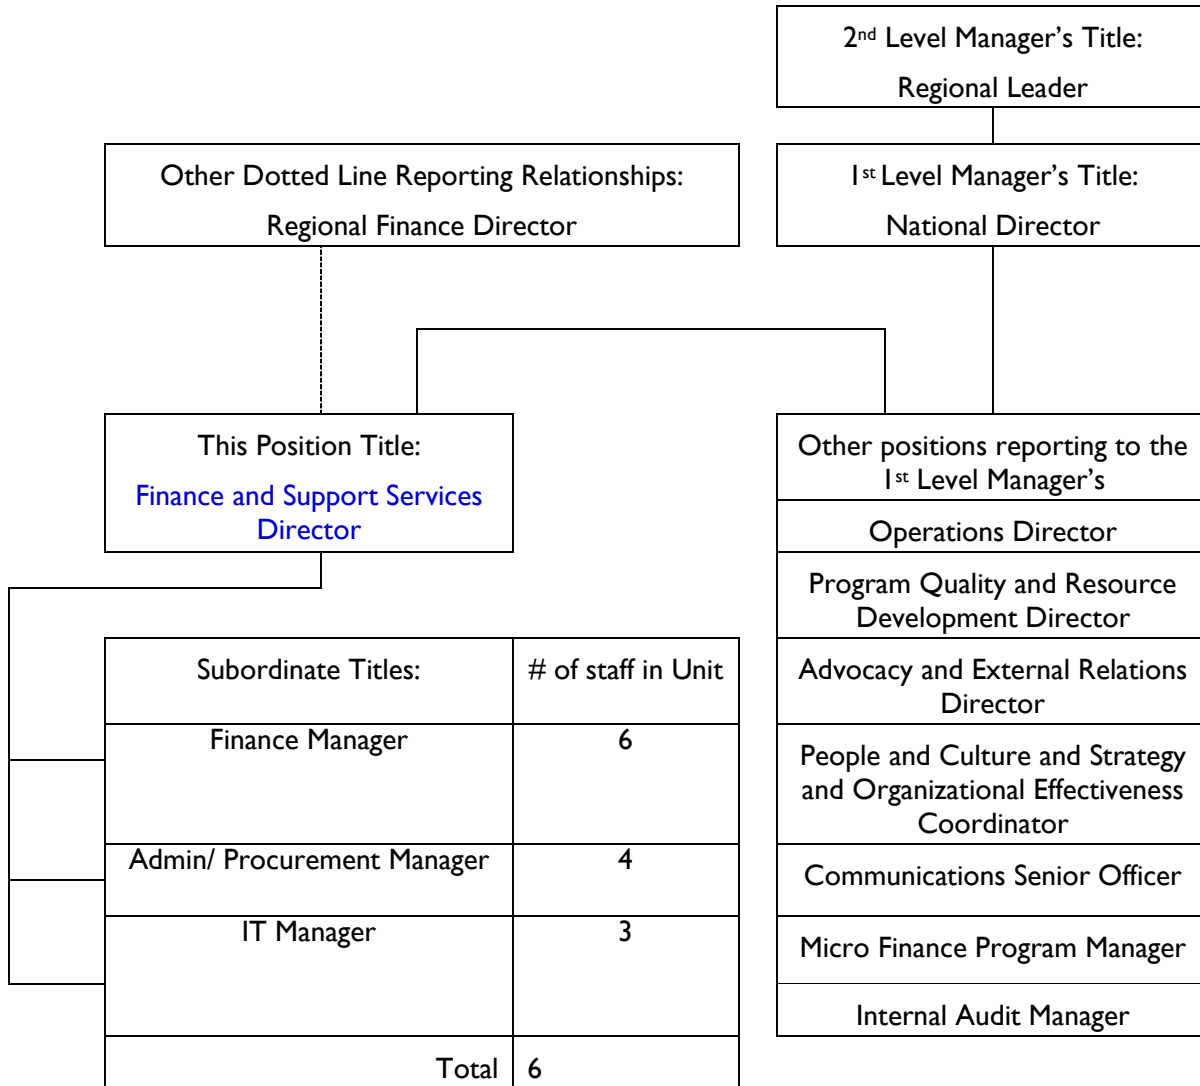 2nd Level Manager’s Title:
Regional Leader
Other Dotted Line Reporting Relationships:
Regional Finance Director
1st Level Manager’s Title:
National Director
This Position Title:
Finance and Support Services
Director
Other positions reporting to the
1st Level Manager’s
Operations Director
Program Quality and Resource
Development Director
Advocacy and External Relations
Director
People and Culture and Strategy
and Organizational Effectiveness
Coordinator
Communications Senior Officer
Micro Finance Program Manager
Internal Audit Manager
Subordinate Titles: # of staff in Unit
Finance Manager 6
Admin/ Procurement Manager 4
IT Manager 3
Total 6